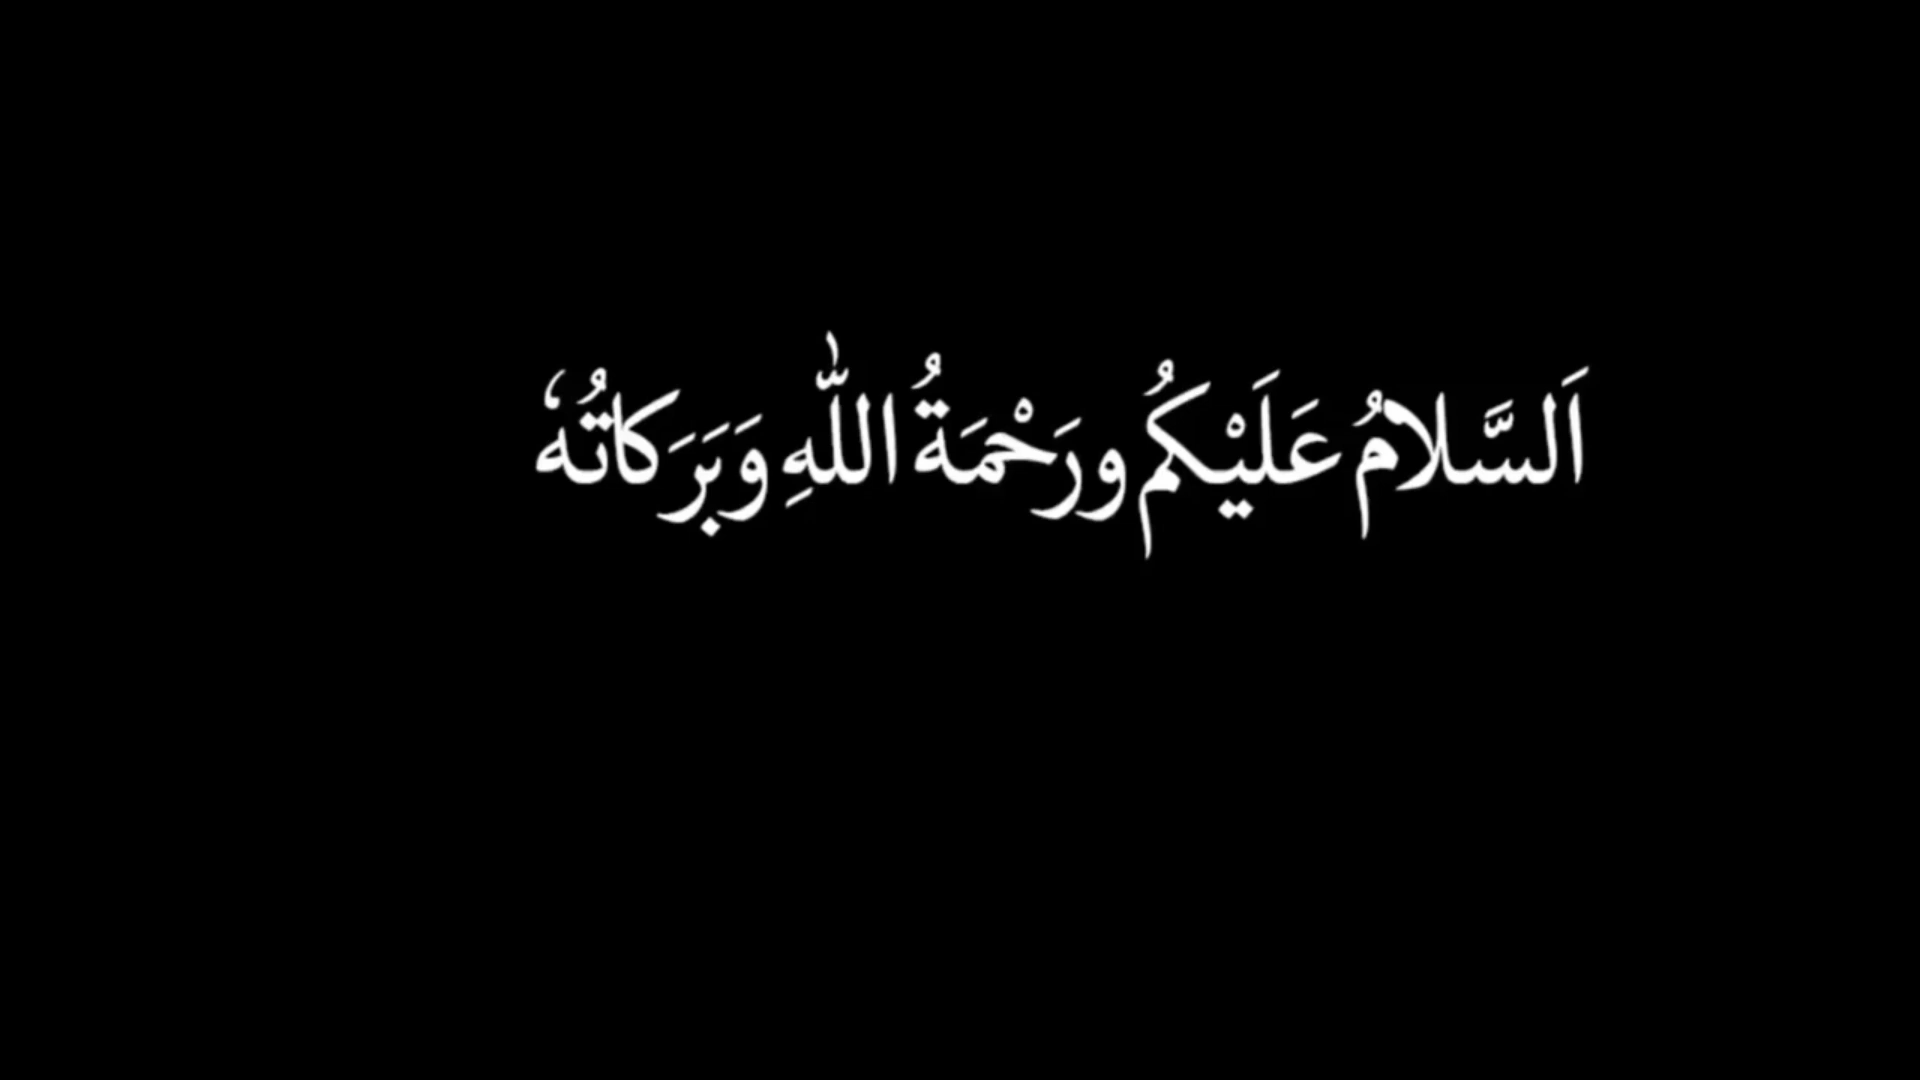 اَلسَّلامُ عَلَيْكُم ورَحْمَةُ اللّٰهِ وَبَرَكاتُهٗ